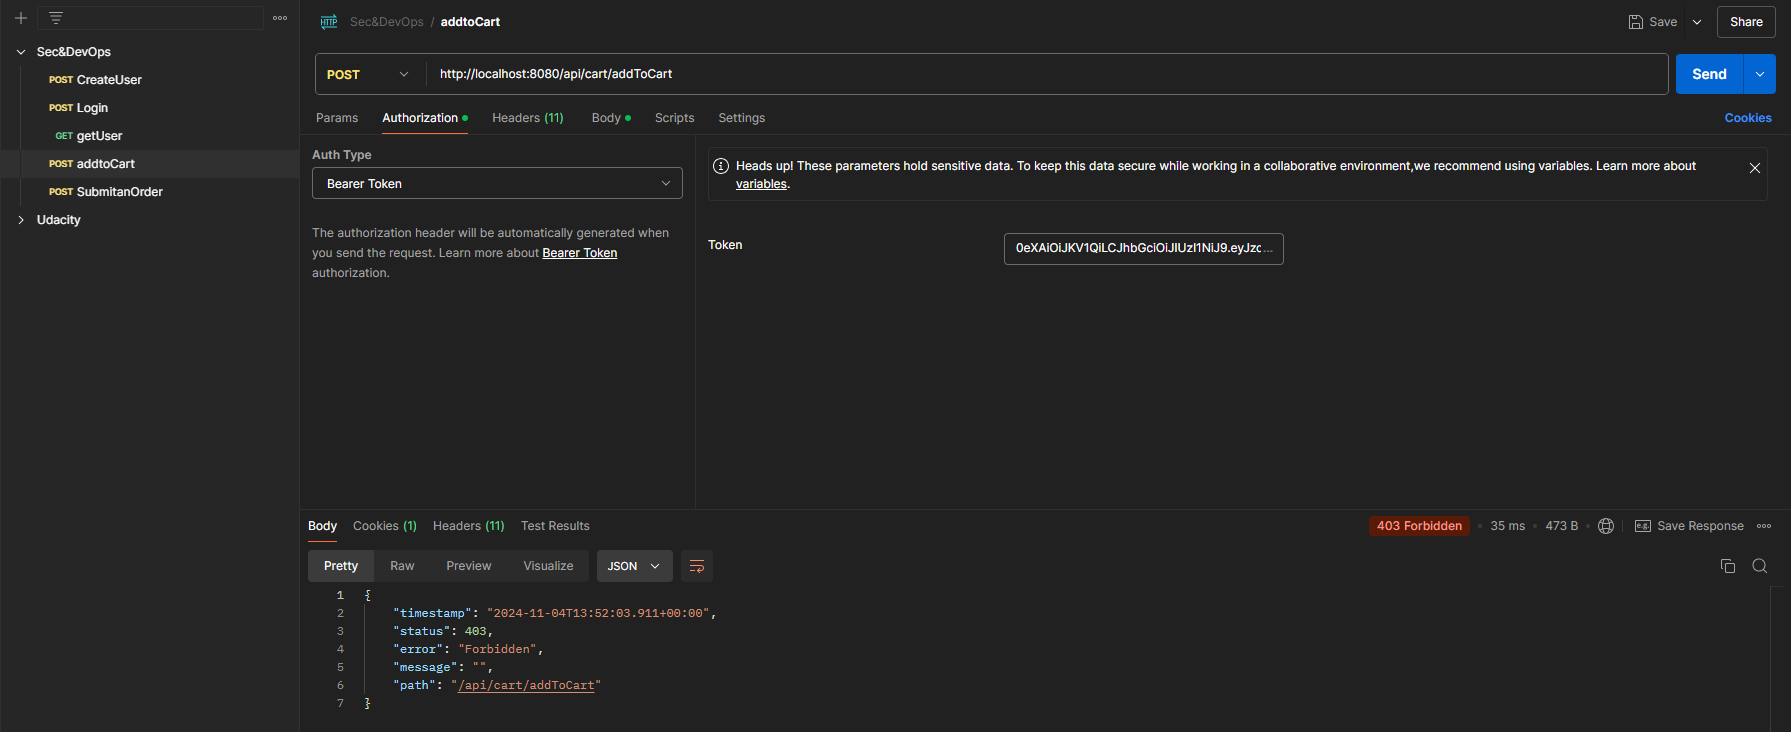 Sec&DevOps
POST CreateUser
POST Login
GET getUser
POST addtoCart
POST SubmitanOrder
Udacity
HTTP Sec&DevOps / addtoCart
Save
Share
POST http://localhost:8080/api/cart/addToCart
Send
Params Authorization Headers (11) Body Scripts Settings
Cookies
Auth Type
Bearer Token
The authorization header will be automatically generated when
you send the request. Learn more about Bearer Token
authorization.
Heads up! These parameters hold sensitive data. To keep this data secure while working in a collaborative environment,we recommend using variables. Learn more about
variables.
Token
0eXAiOiJKV1QiLCJhbGciOiJIUzI1NiJ9.eyJzc...
Body Cookies (1) Headers (11) Test Results
403 Forbidden • 35 ms • 473 B • e.g. Save Response
Pretty Raw Preview Visualize JSON
1 {
2 "timestamp": "2024-11-04T13:52:03.911+00:00",
3 "status": 403,
4 "error": "Forbidden",
5 "message": "",
6 "path": "/api/cart/addToCart"
7 }